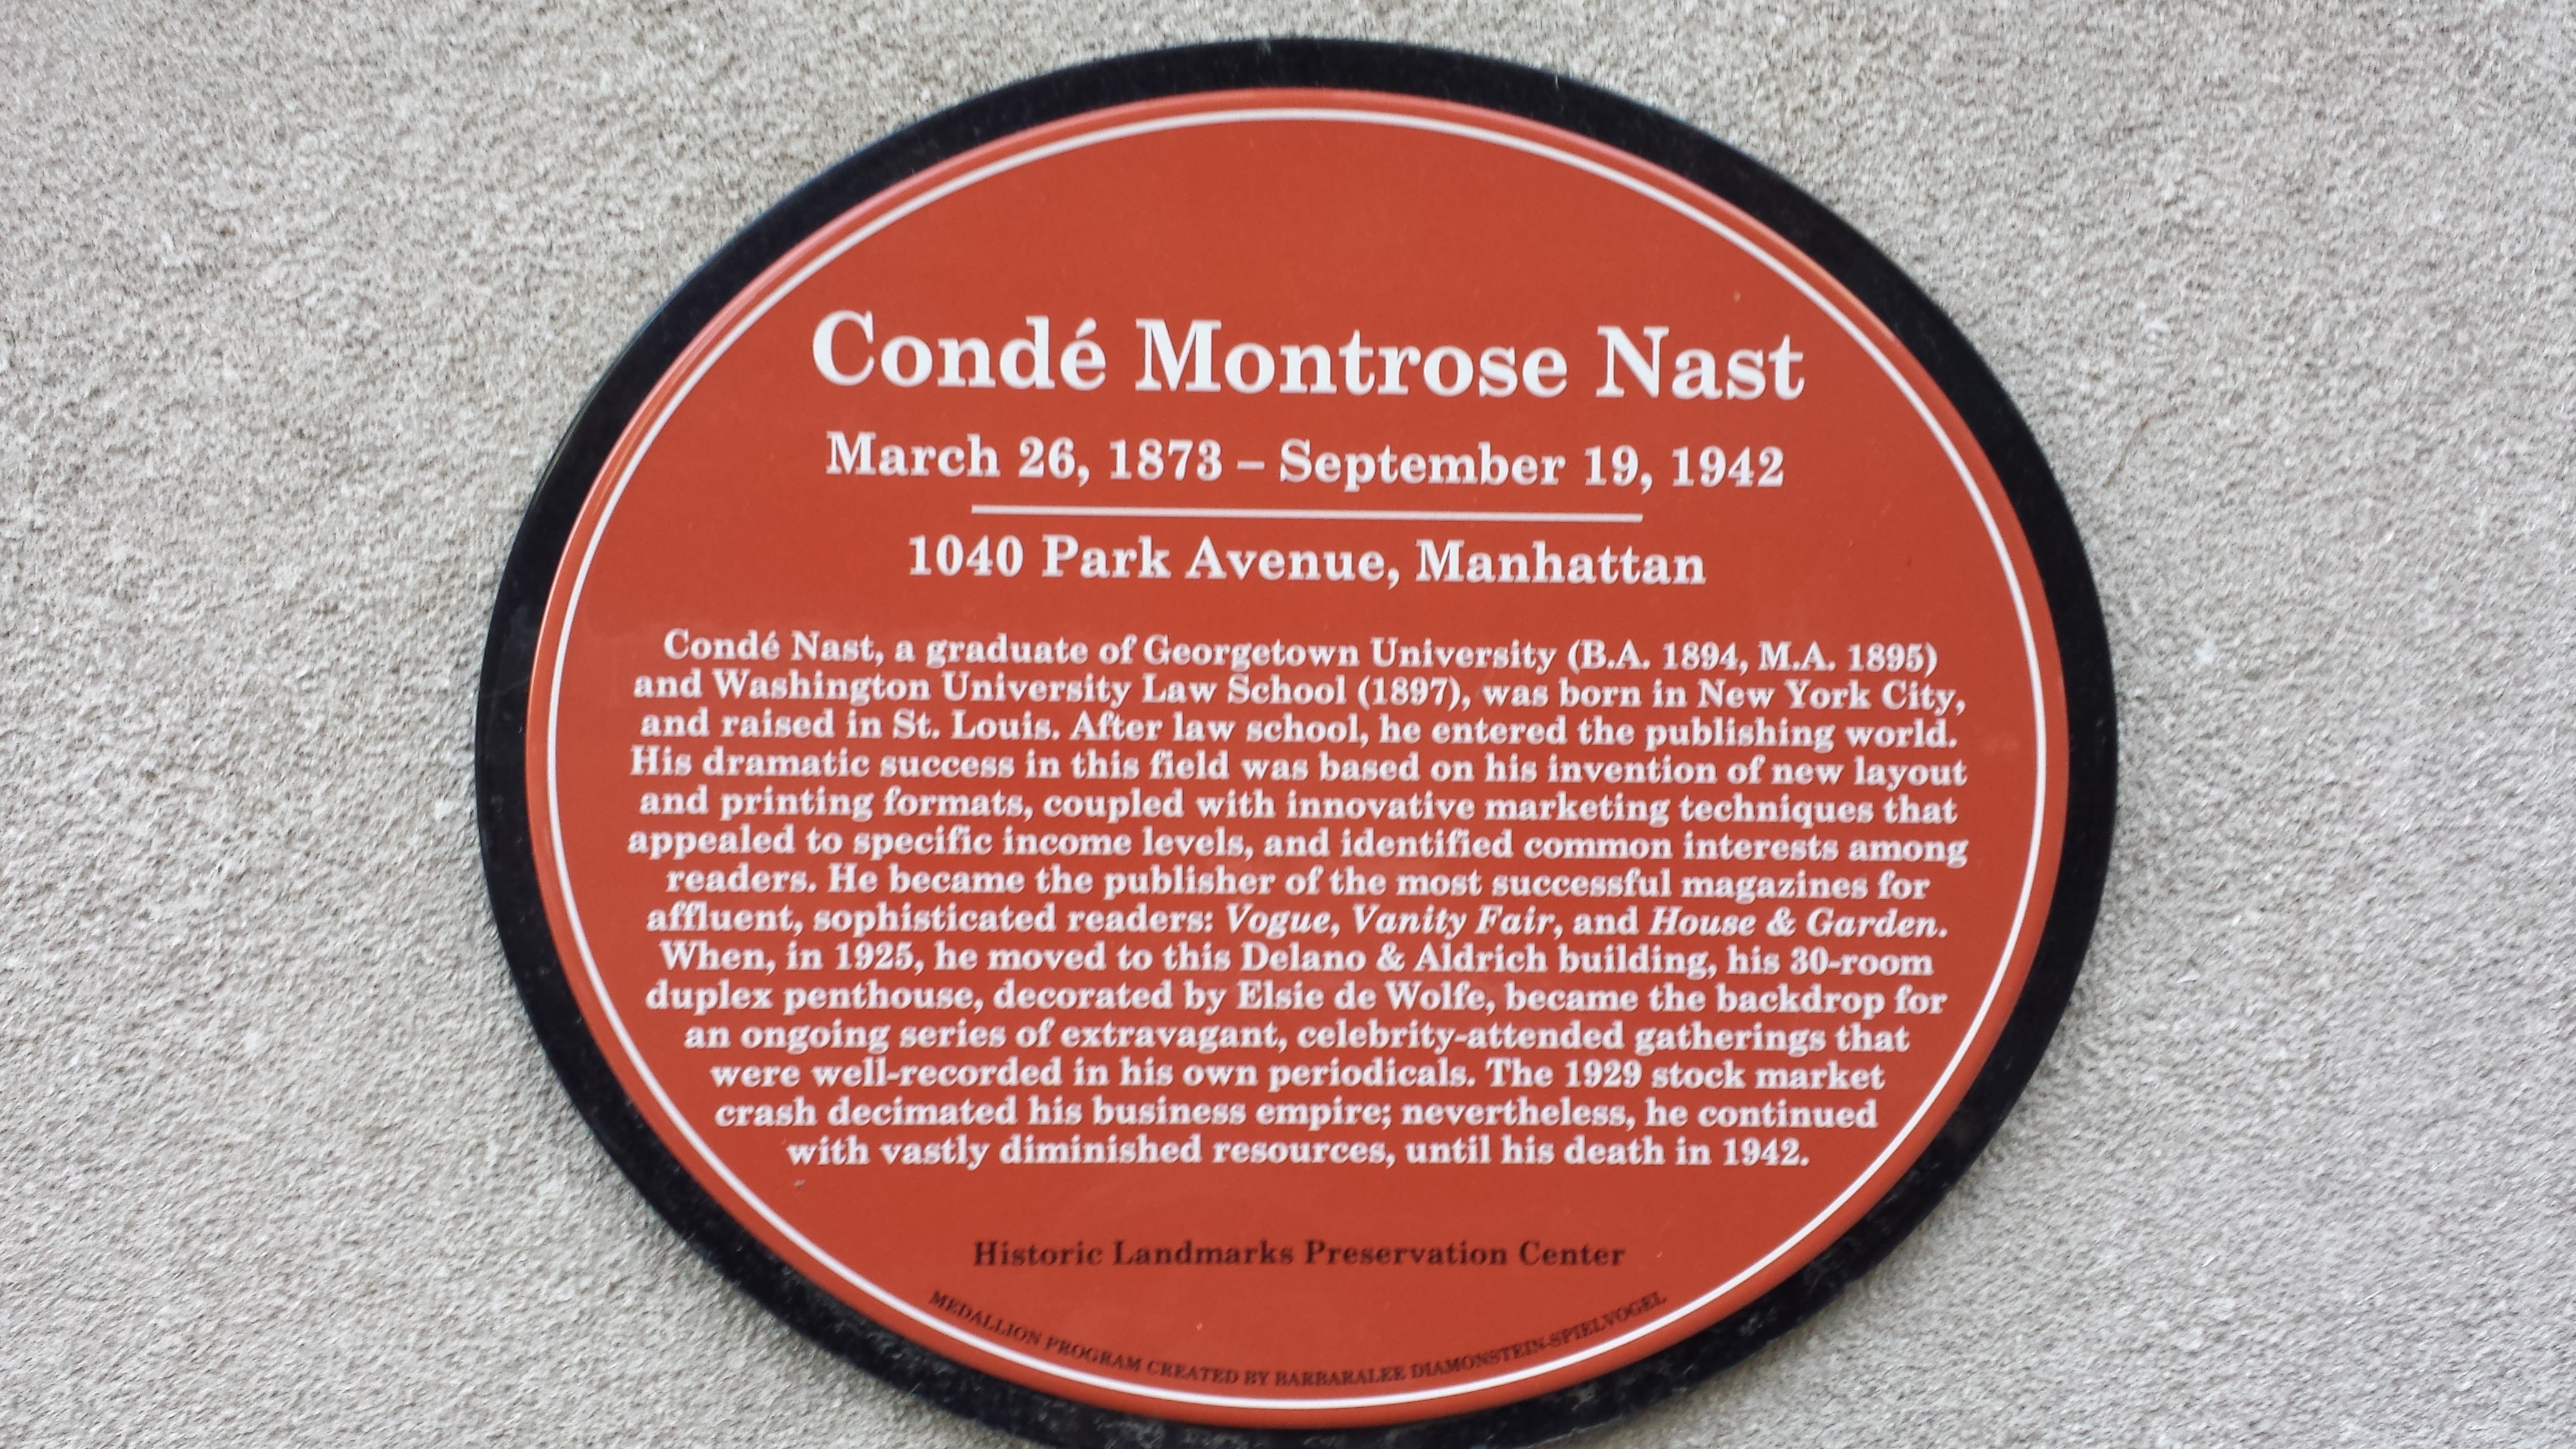 Condé Montrose Nast
March 26, 1873 – September 19, 1942
1040 Park Avenue, Manhattan
Condé Nast, a graduate of Georgetown University (B.A. 1894, M.A. 1895)
and Washington University Law School (1897), was born in New York City,
and raised in St. Louis. After law school, he entered the publishing world.
His dramatic success in this field was based on his invention of new layout
and printing formats, coupled with innovative marketing techniques that
appealed to specific income levels, and identified common interests among
readers. He became the publisher of the most successful magazines for
affluent, sophisticated readers: Vogue, Vanity Fair, and House & Garden.
When, in 1925, he moved to this Delano & Aldrich building, his 30-room
duplex penthouse, decorated by Elsie de Wolfe, became the backdrop for
an ongoing series of extravagant, celebrity-attended gatherings that
were well-recorded in his own periodicals. The 1929 stock market
crash decimated his business empire; nevertheless, he continued
with vastly diminished resources, until his death in 1942.
Historic Landmarks Preservation Center
MEDALLION PROGRAM CREATED BY BARBARALEE DIAMONSTEIN-SPIELVOGEL